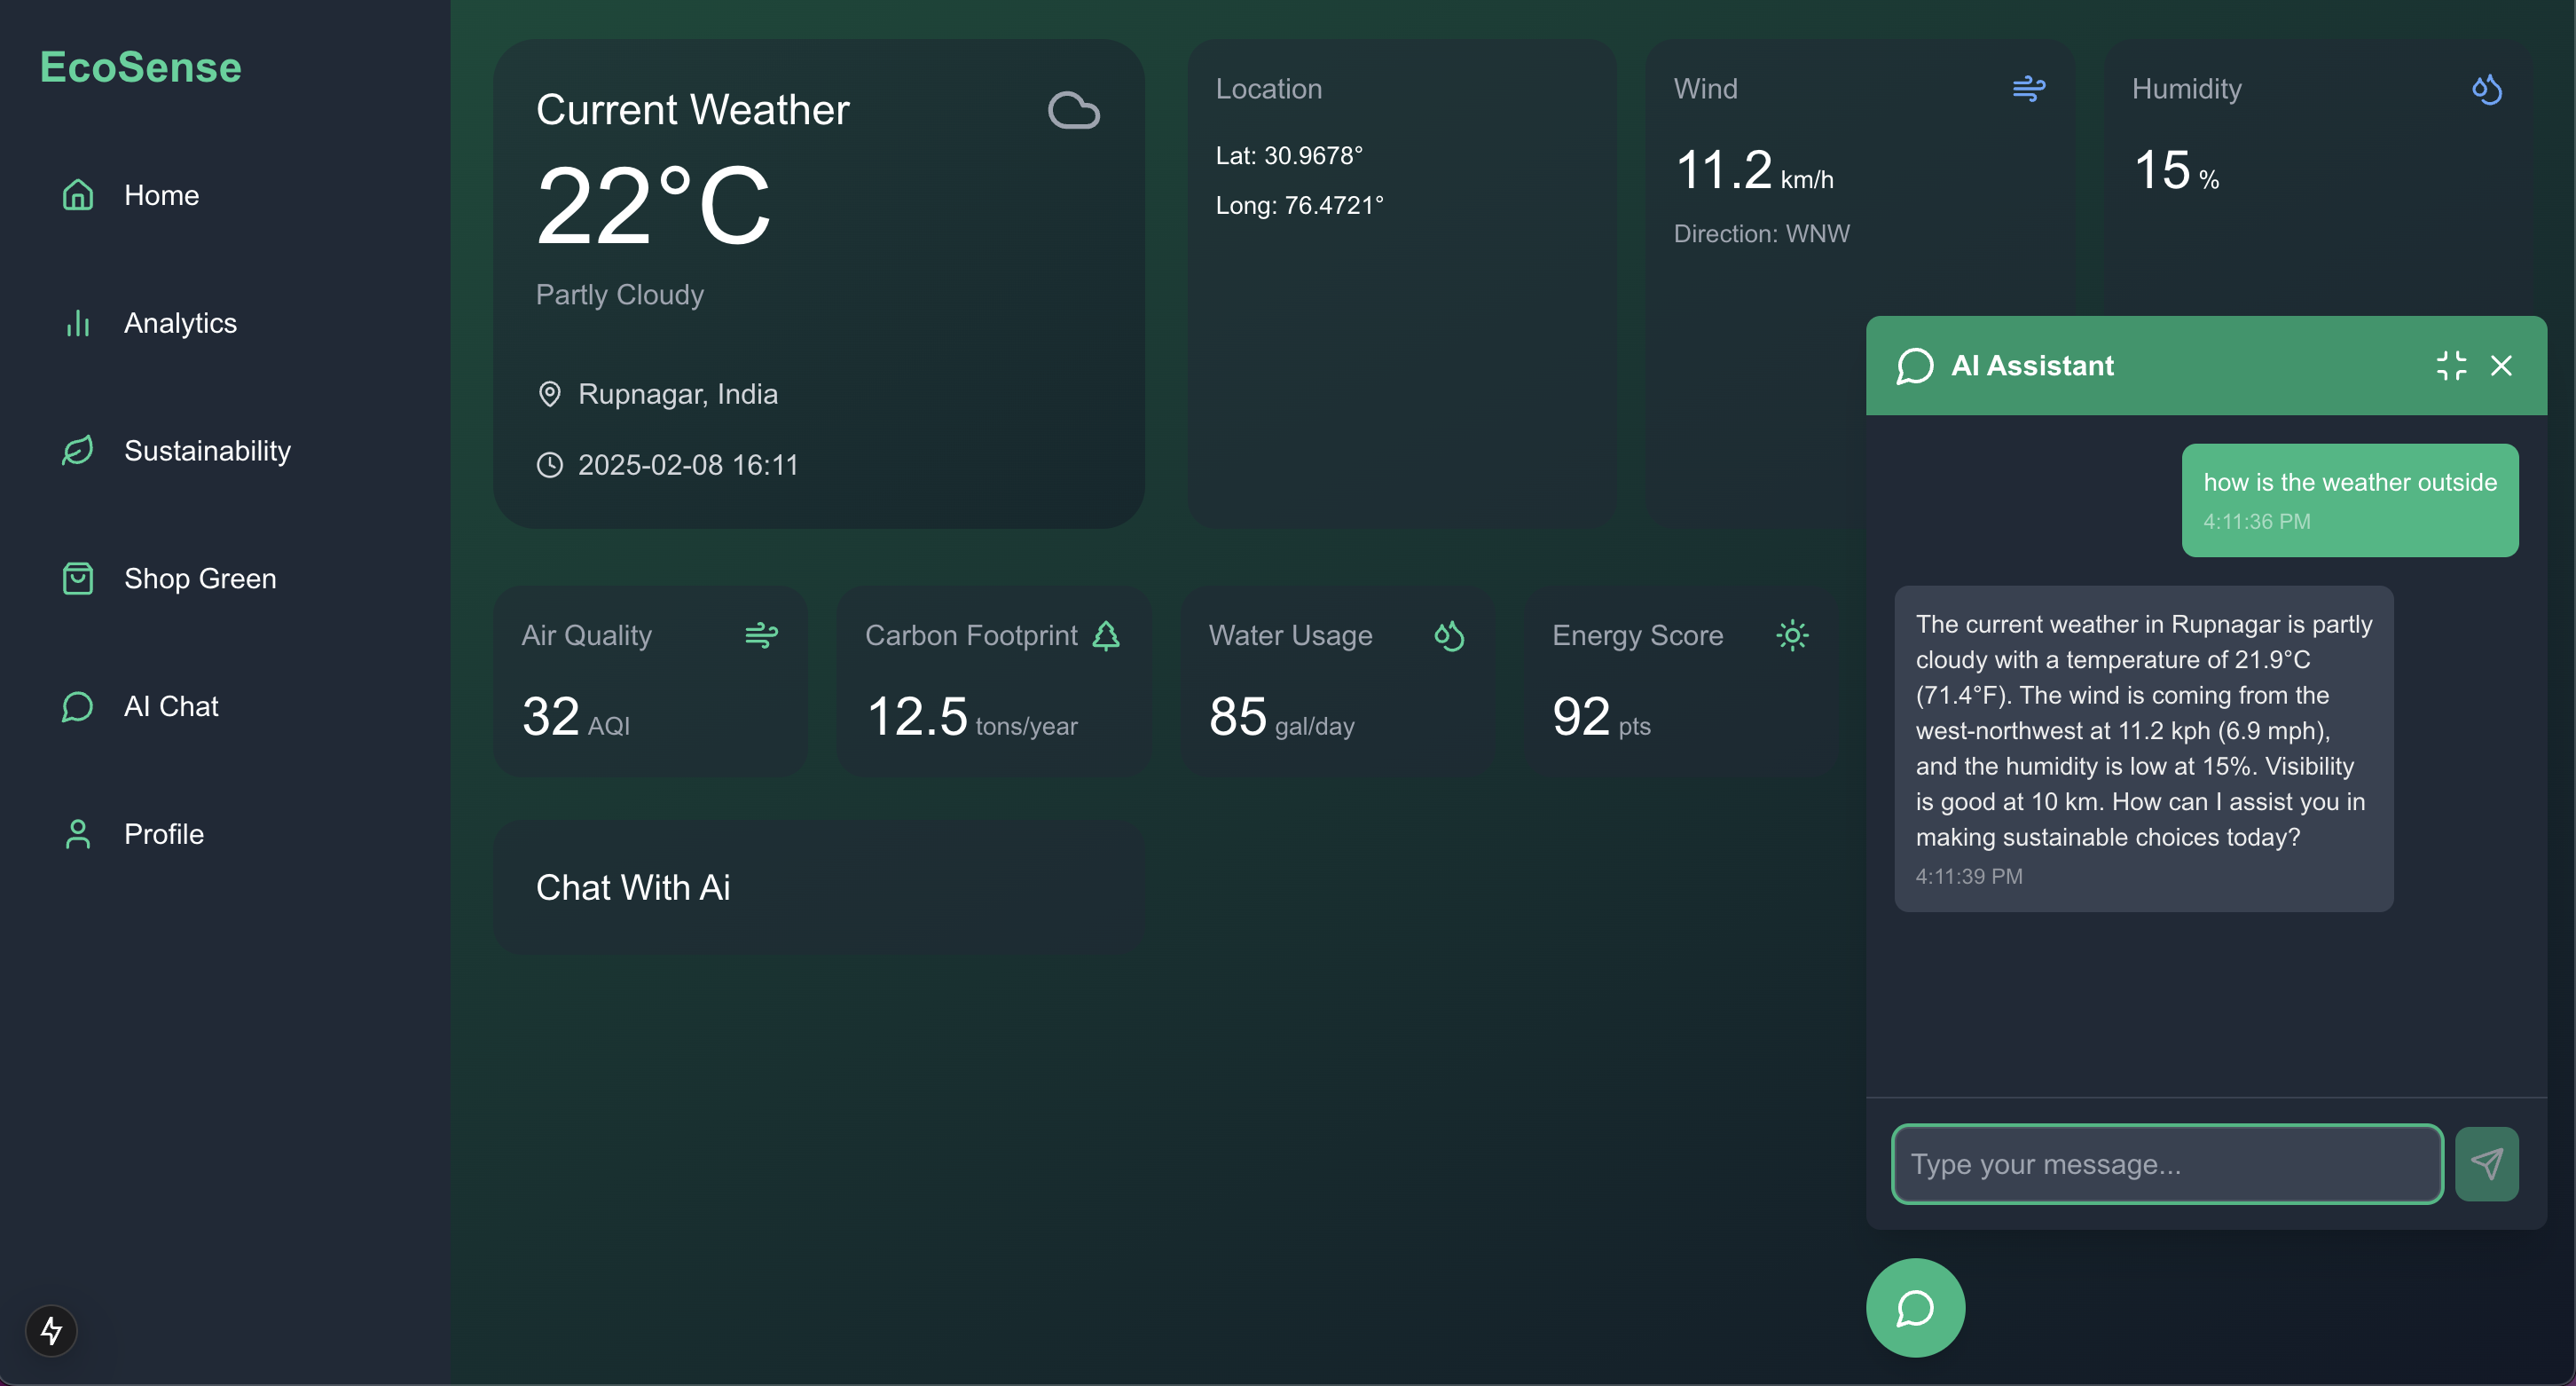 EcoSense
Home
Analytics
Sustainability
Shop Green
AI Chat
Profile
Current Weather
22°C
Partly Cloudy
Rupnagar, India
2025-02-08 16:11
Location
Lat: 30.9678°
Long: 76.4721°
Wind
11.2 km/h
Direction: WNW
Humidity
15 %
Air Quality
32 AQI
Carbon Footprint
12.5 tons/year
Water Usage
85 gal/day
Energy Score
92 pts
Chat With Ai
AI Assistant
how is the weather outside
4:11:36 PM
The current weather in Rupnagar is partly
cloudy with a temperature of 21.9°C
(71.4°F). The wind is coming from the
west-northwest at 11.2 kph (6.9 mph),
and the humidity is low at 15%. Visibility
is good at 10 km. How can I assist you in
making sustainable choices today?
4:11:39 PM
Type your message...